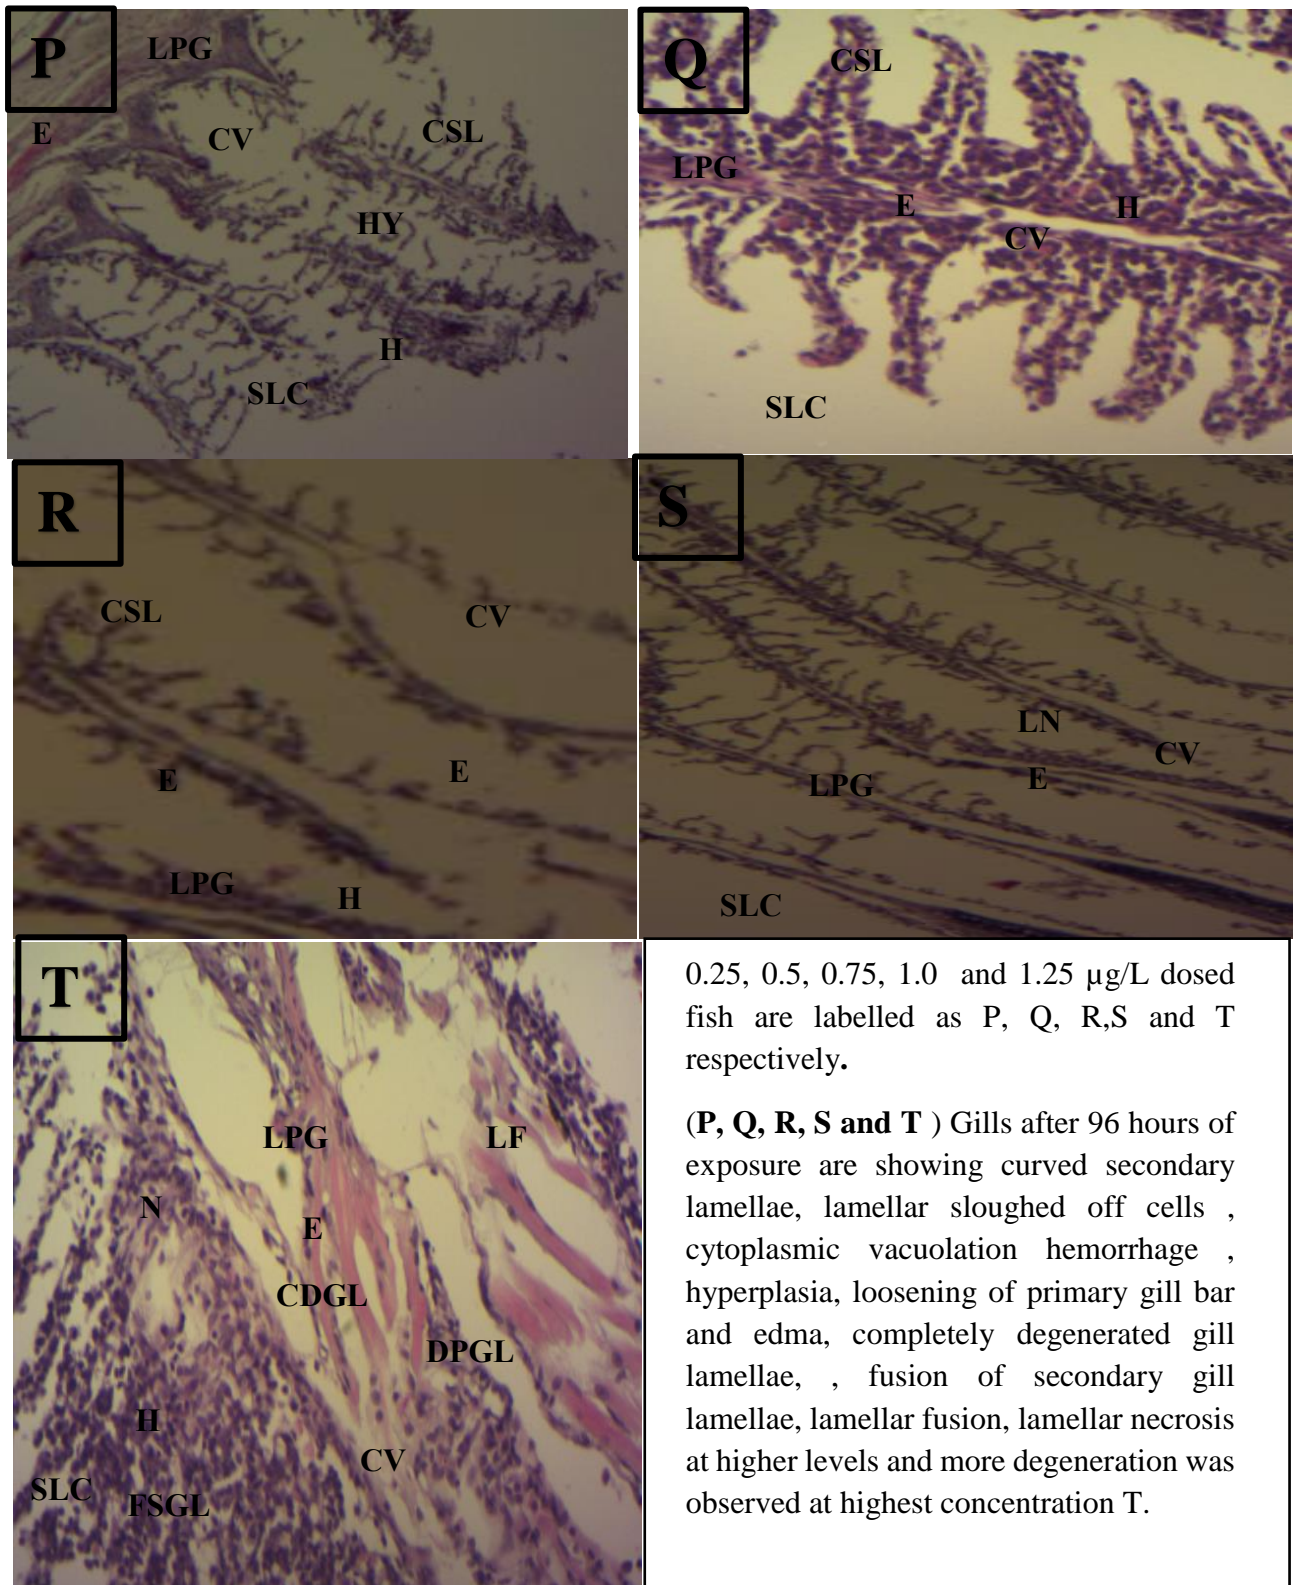 P
LPG
E
CV
CSL
HY
H
SLC
Q
CSL
LPG
E
H
CV
SLC
R
CSL
CV
E
E
LPG
H
S
LN
CV
LPG
E
SLC
T
LPG
LF
N
E
CDGL
DPGL
H
CV
SLC
FSGL
0.25, 0.5, 0.75, 1.0 and 1.25 µg/L dosed
fish are labelled as P, Q, R,S and T
respectively.
(P, Q, R, S and T ) Gills after 96 hours of
exposure are showing curved secondary
lamellae, lamellar sloughed off cells ,
cytoplasmic vacuolation hemorrhage ,
hyperplasia, loosening of primary gill bar
and edma, completely degenerated gill
lamellae, , fusion of secondary gill
lamellae, lamellar fusion, lamellar necrosis
at higher levels and more degeneration was
observed at highest concentration T.